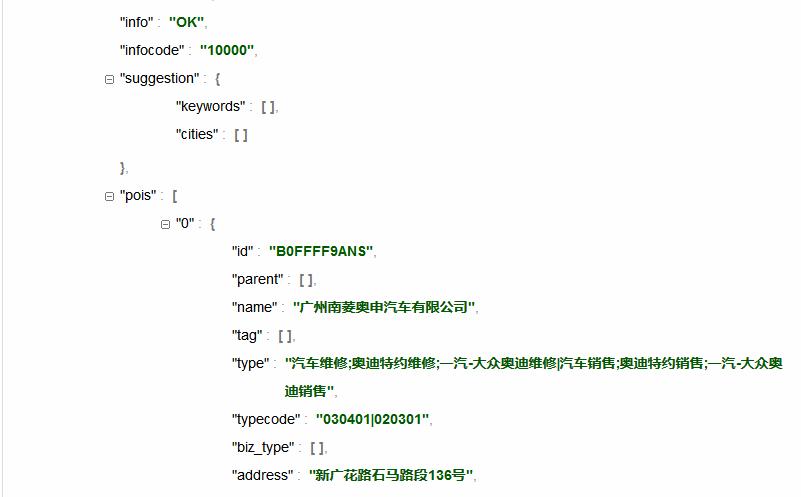 "info" : "OK",
"infocode" : "10000",
"suggestion" : {
"keywords" : [ ],
"cities" : [ ]
},
"pois" : [
"0" : {
"id" : "B0FFFF9ANS",
"parent" : [ ],
"name" : "广州南菱奥申汽车有限公司",
"tag" : [ ],
"type" : "汽车维修;奥迪特约维修;一汽-大众奥迪维修|汽车销售;奥迪特约销售;一汽-大众奥
迪销售",
"typecode" : "030401|020301",
"biz_type" : [ ],
"address" : "新广花路石马路段136号",